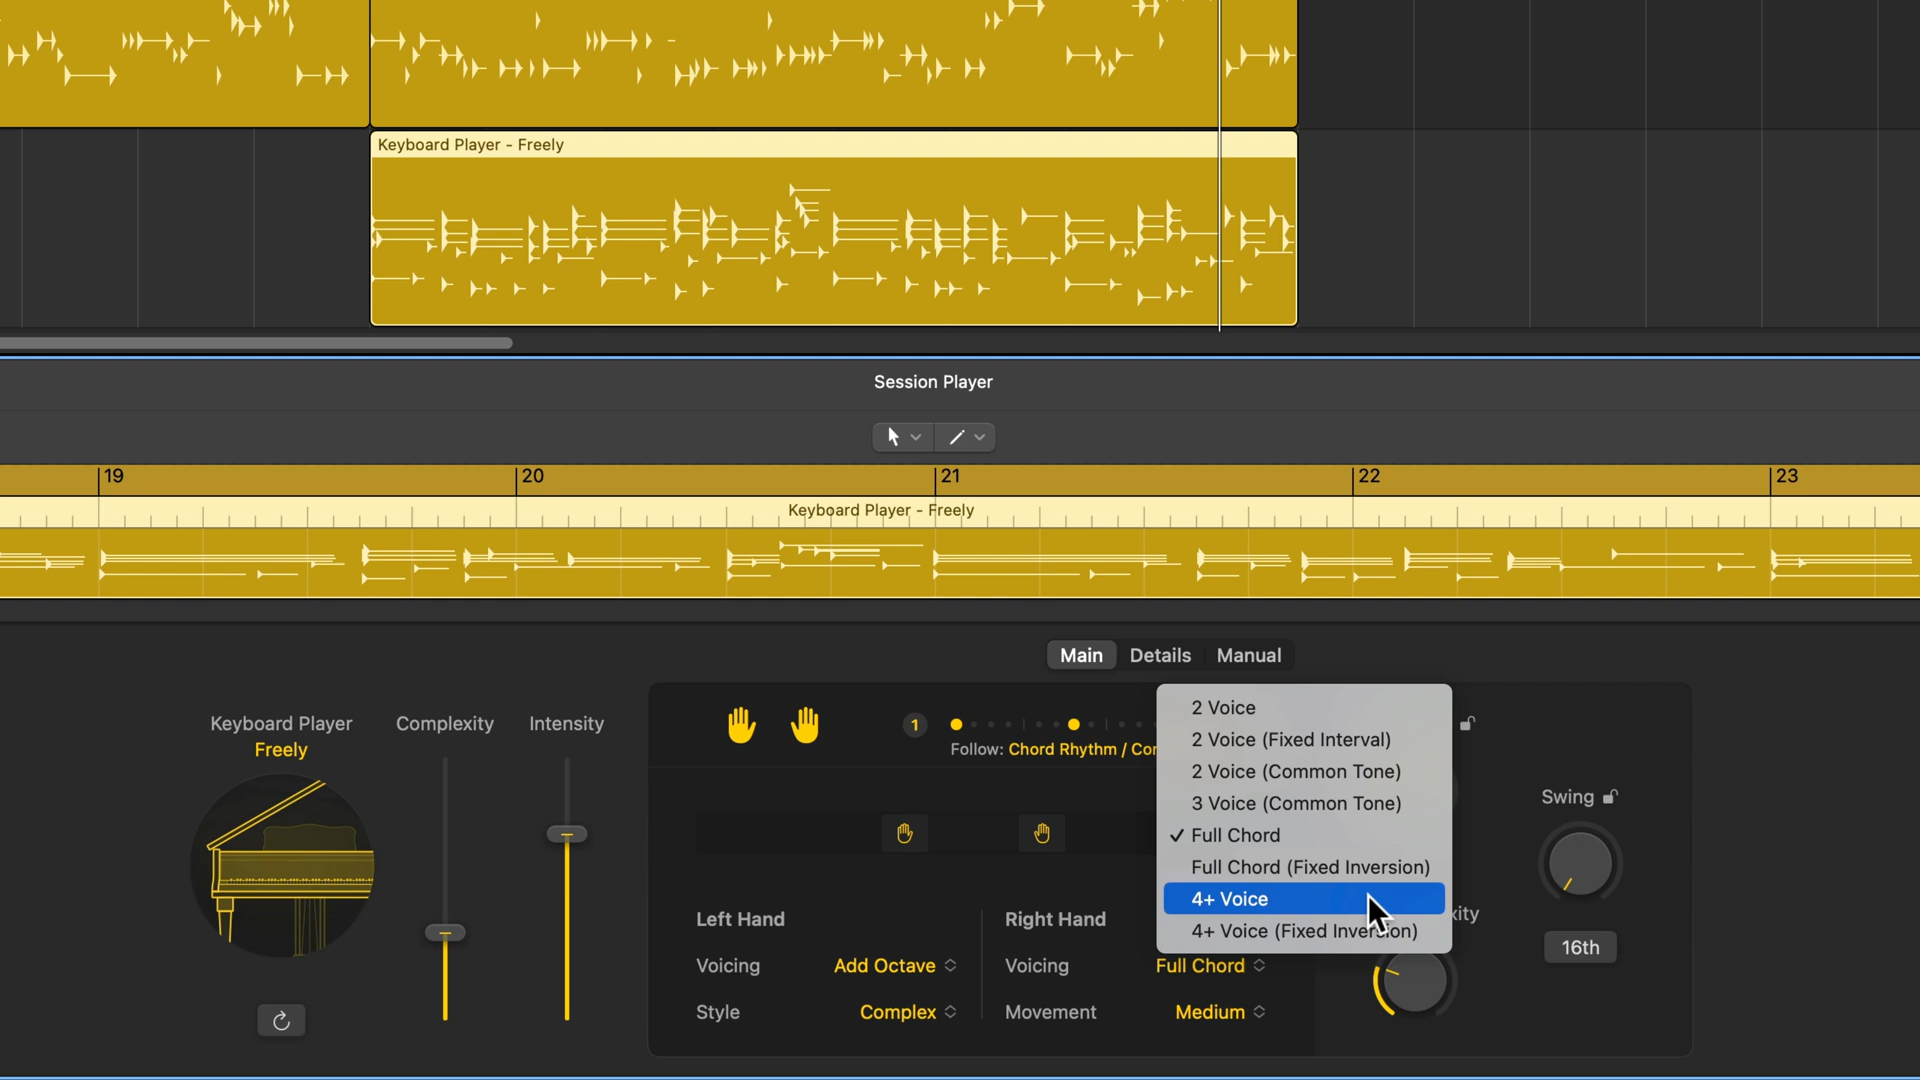 Keyboard Player - Freely
Session Player
19
20
21
22
23
Keyboard Player - Freely
Main
Details
Manual
Keyboard Player
Freely
Complexity
Intensity
1
Follow: Chord Rhythm /
2 Voice
2 Voice (Fixed Interval)
2 Voice (Common Tone)
3 Voice (Common Tone)
✓ Full Chord
Full Chord (Fixed Inversion)
4+ Voice
4+ Voice (Fixed Inversion)
Swing
16th
Left Hand
Voicing
Add Octave
Style
Complex
Right Hand
Voicing
Full Chord
Movement
Medium